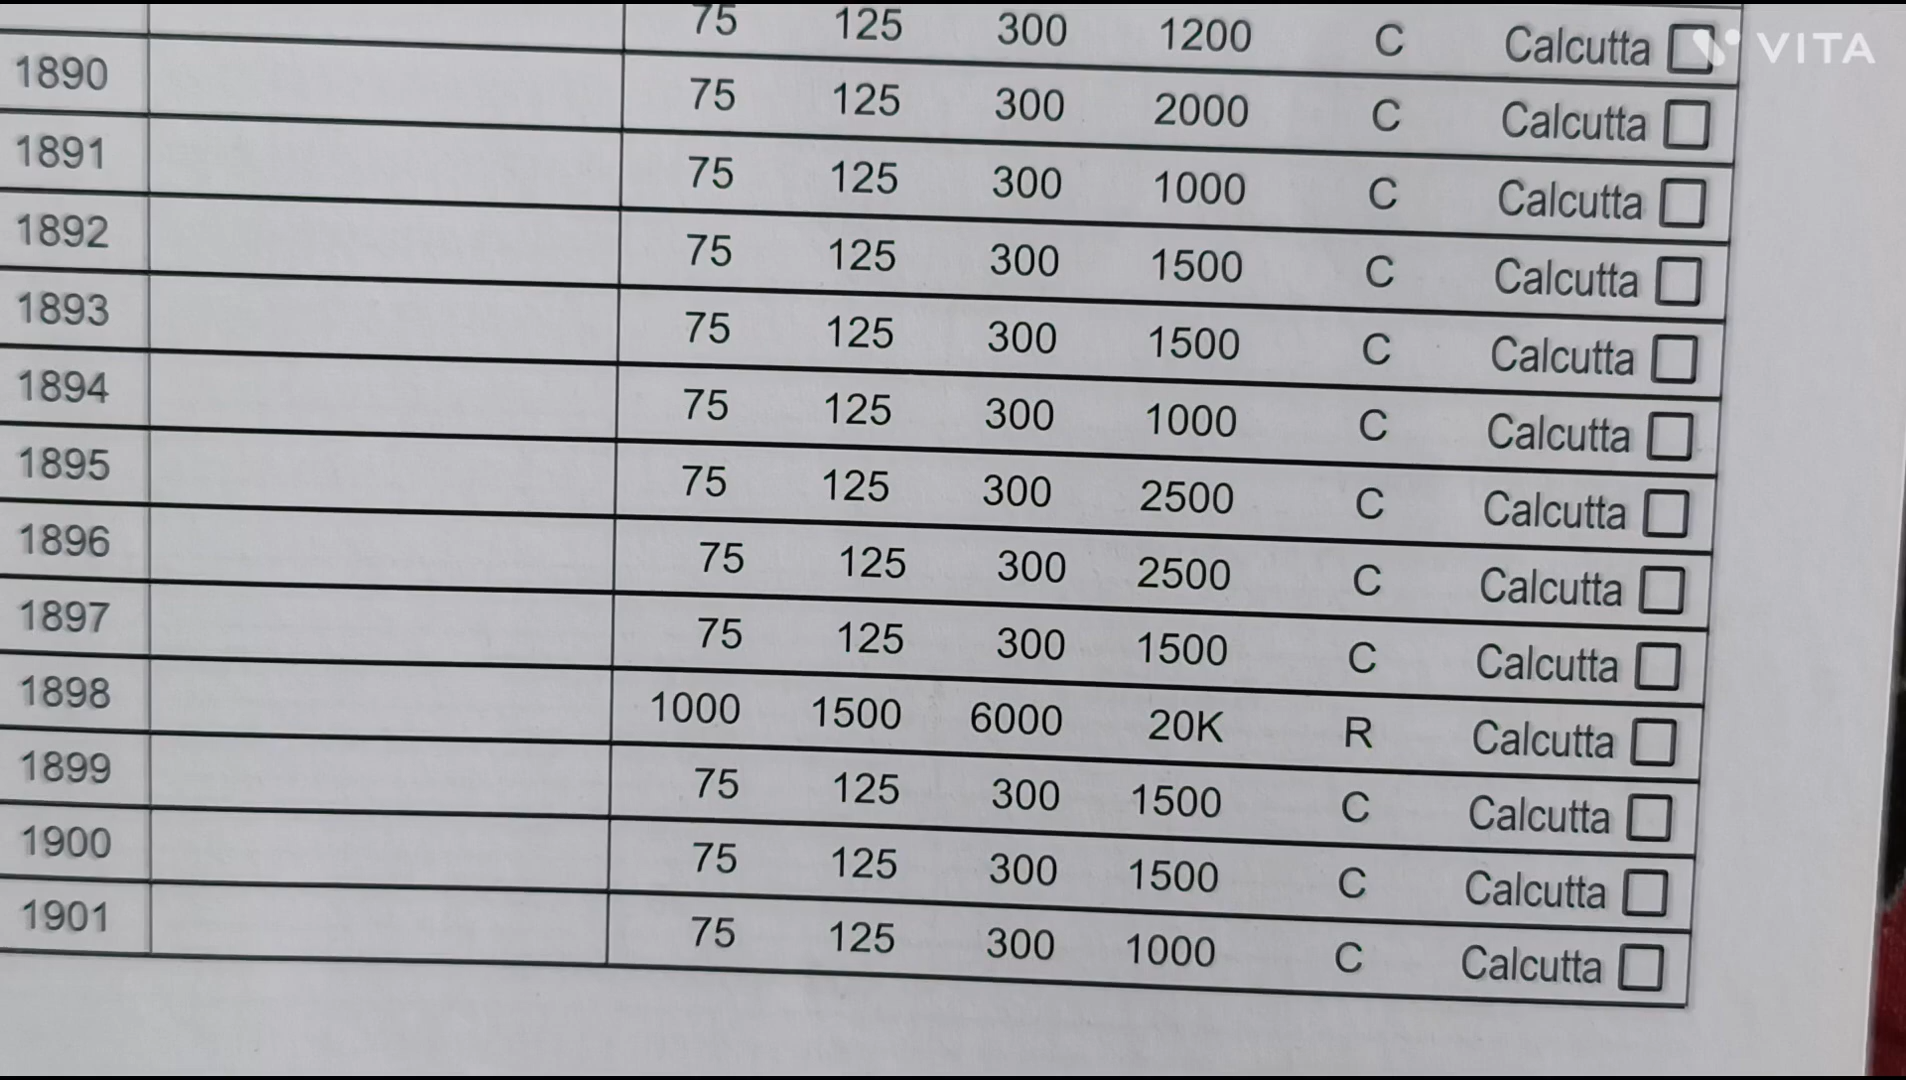 75 125 300 1200 C Calcutta
VITA
1890 75 125 300 2000 C Calcutta
1891 75 125 300 1000 C Calcutta
1892 75 125 300 1500 C Calcutta
1893 75 125 300 1500 C Calcutta
1894 75 125 300 1000 C Calcutta
1895 75 125 300 2500 C Calcutta
1896 75 125 300 2500 C Calcutta
1897 75 125 300 1500 C Calcutta
1898 1000 1500 6000 20K R Calcutta
1899 75 125 300 1500 C Calcutta
1900 75 125 300 1500 C Calcutta
1901 75 125 300 1000 C Calcutta